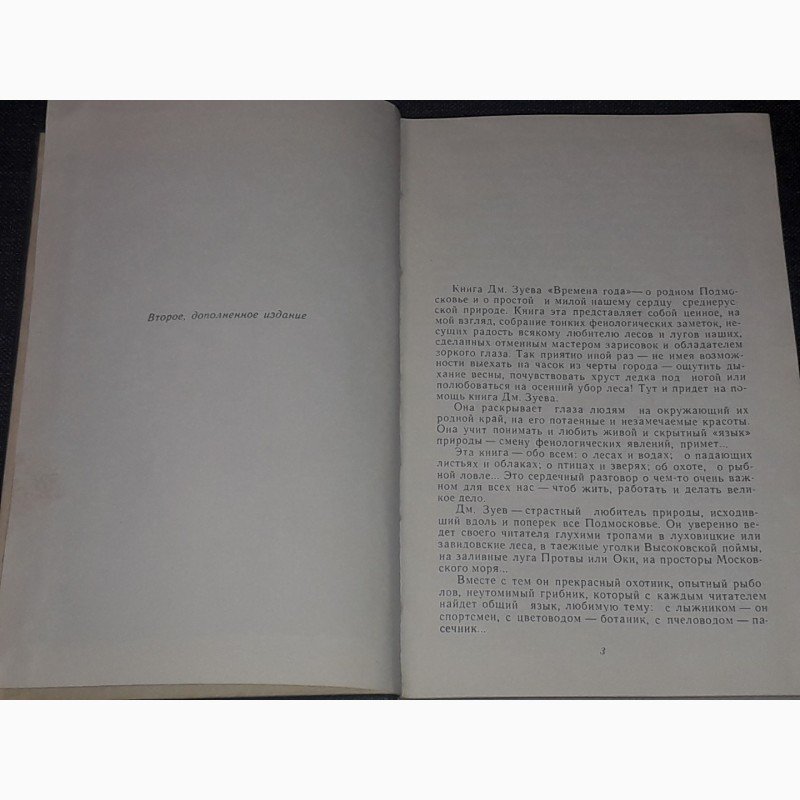 Второе, дополненное издание
Книга Дм. Зуева «Времена года»— о родном Подмос-
ковье и о простой и милой нашему сердцу среднерус-
ской природе. Книга эта представляет собой ценное, на
мой взгляд, собрание тонких фенологических заметок, не-
сущих радость всякому любителю лесов и лугов наших,
сделанных отменным мастером зарисовок и обладателем
зоркого глаза. Так приятно иной раз — не имея возмож-
ности выехать на часок из черты города — ощутить ды-
хание весны, почувствовать хруст ледка под ногой или
полюбоваться на осенний убор леса! Тут и придет на по-
мощь книга Дм. Зуева.
Она раскрывает глаза людям на окружающий их
родной край, на его потаенные и незамечаемые красоты.
Она учит понимать и любить живой и скрытный «язык»
природы — смену фенологических явлений, примет...
Эта книга — обо всем: о лесах и водах; о падающих
листьях и облаках; о птицах и зверях; об охоте, о рыб-
ной ловле... Это сердечный разговор о чем-то очень важ-
ном для всех нас — чтоб жить, работать и делать вели-
кое дело.
Дм. Зуев — страстный любитель природы, исходив-
ший вдоль и поперек все Подмосковье. Он уверенно ве-
дет своего читателя глухими тропами в луховицкие или
завидовские леса, в таежные уголки Высоковской поймы,
на заливные луга Протвы или Оки, на просторы Москов-
ского моря...
Вместе с тем он прекрасный охотник, опытный рыбо
лов, неутомимый грибник, который с каждым читателем
найдет общий язык, любимую тему: с лыжником — он
спортсмен, с цветоводом — ботаник, с пчеловодом — па-
сечник...
3